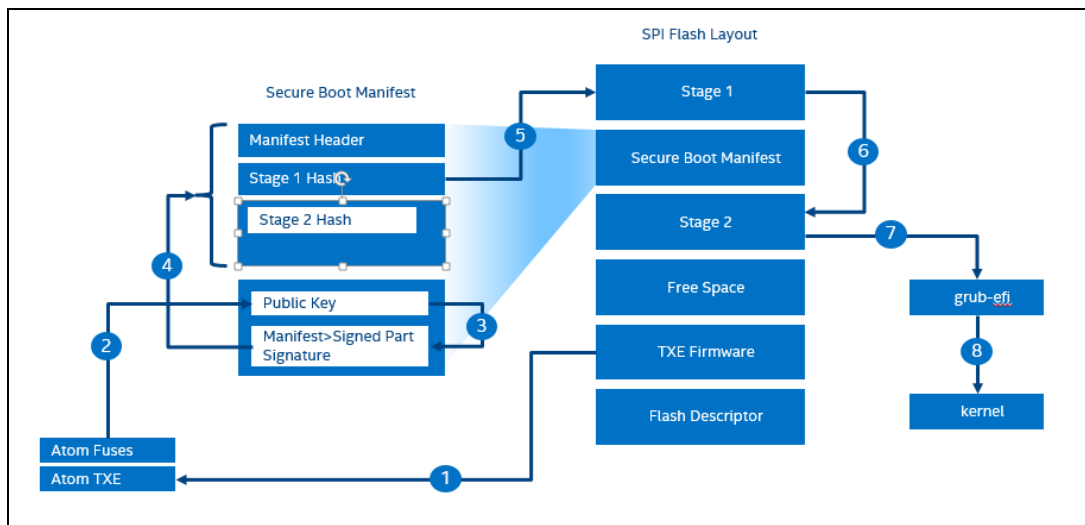 SPI Flash Layout
Secure Boot Manifest
Manifest Header
Stage 1 Hash
Stage 2 Hash
Public Key
Manifest>Signed Part
Signature
Atom Fuses
Atom TXE
Stage 1
Secure Boot Manifest
Stage 2
Free Space
TXE Firmware
Flash Descriptor
grub-efi
kernel
1
2
3
4
5
6
7
8